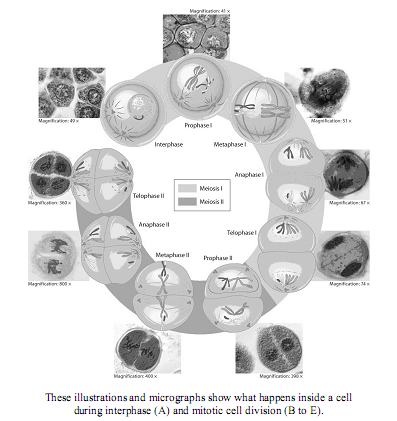 Magnification: 41 x
Magnification: 49 x
Magnification: 51 x
Prophase I
Interphase
Metaphase I
Anaphase I
Magnification: 67 x
Telophase I
Magnification: 74 x
Prophase II
Magnification: 398 x
Metaphase II
Magnification: 400 x
Anaphase II
Magnification: 800 x
Telophase II
Magnification: 360 x
Meiosis I
Meiosis II
These illustrations and micrographs show what happens inside a cell
during interphase (A) and mitotic cell division (B to E).